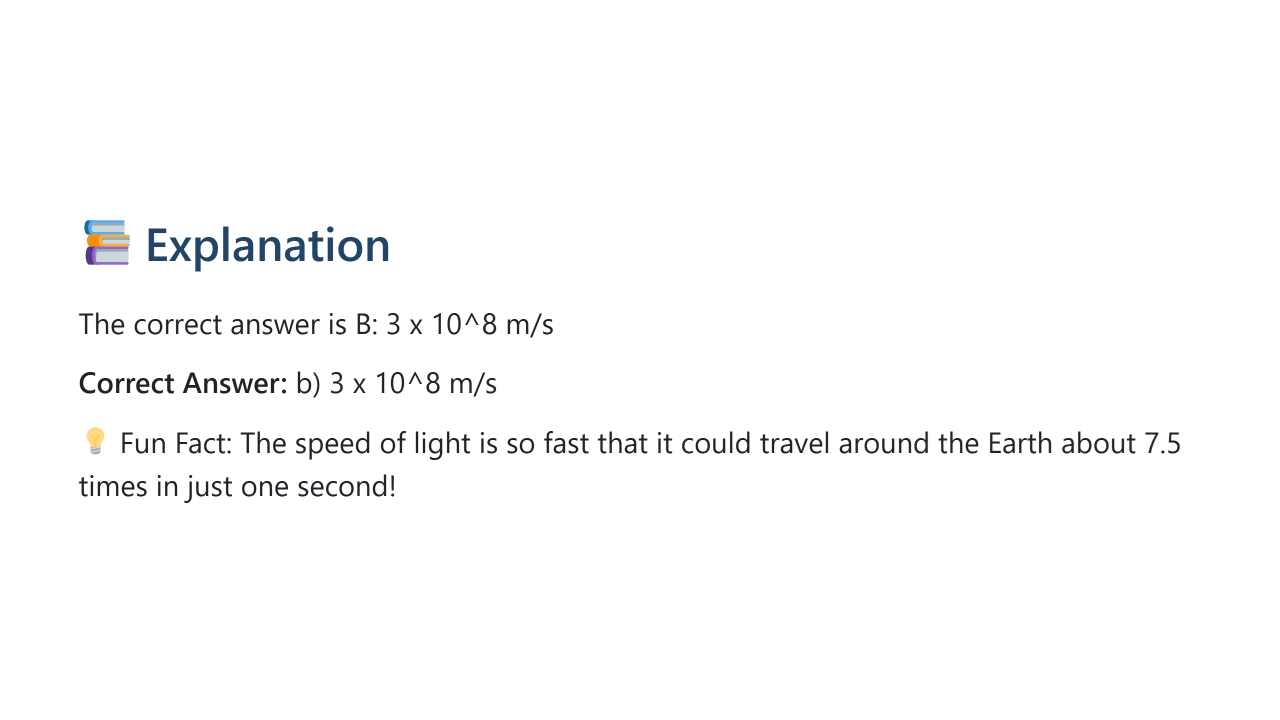 📚 Explanation
The correct answer is B: 3 x 10^8 m/s
Correct Answer: b) 3 x 10^8 m/s
💡 Fun Fact: The speed of light is so fast that it could travel around the Earth about 7.5
times in just one second!